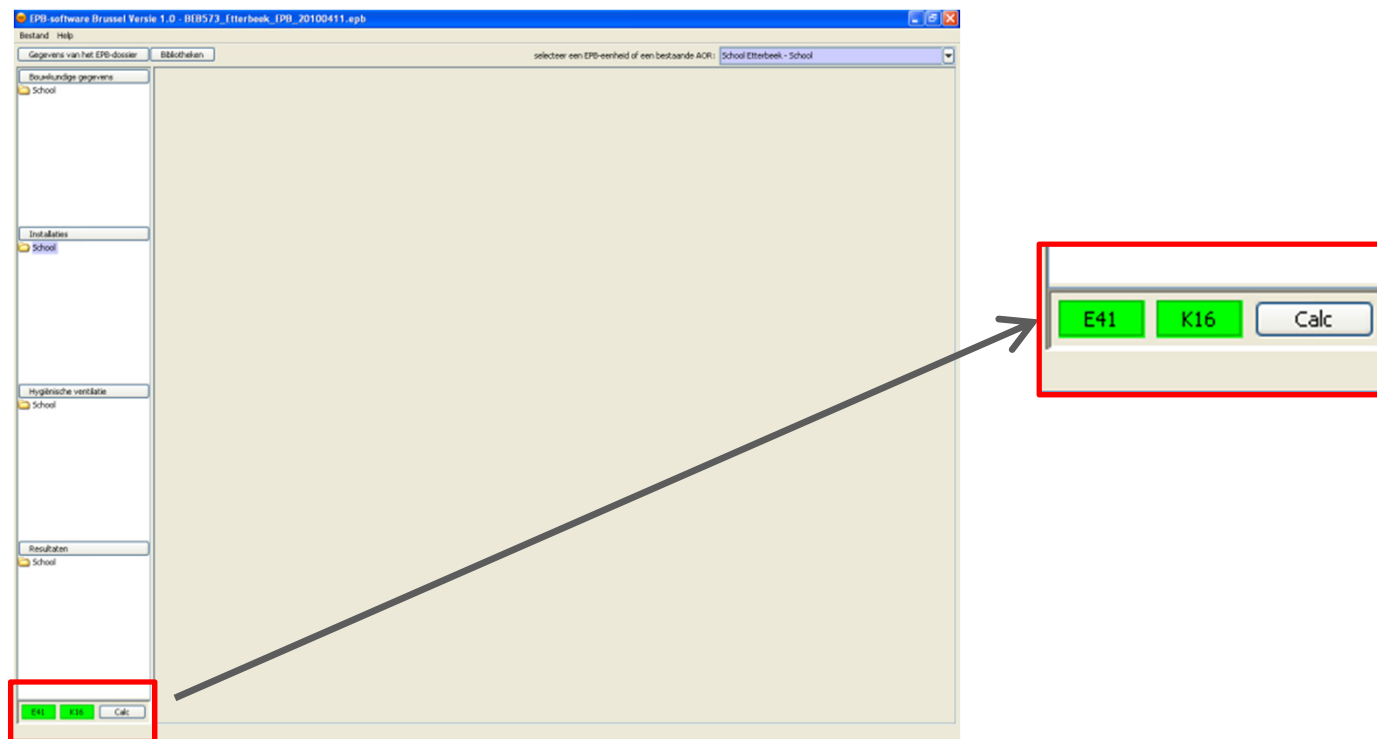 EPB-software Brussel Versie 1.0 - BEB573_Etterbeek_EPB_20100411.epb
Bestand Help
Gegevens van het EPB-dossier Bibliotheken selecteer een EPB-eenheid of een bestaande AOR: School Etterbeek - School
Bouwkundige gegevens
School
Installaties
School
Hygiënische ventilatie
School
Resultaten
School
E41 K16 Calc
E41 K16 Calc